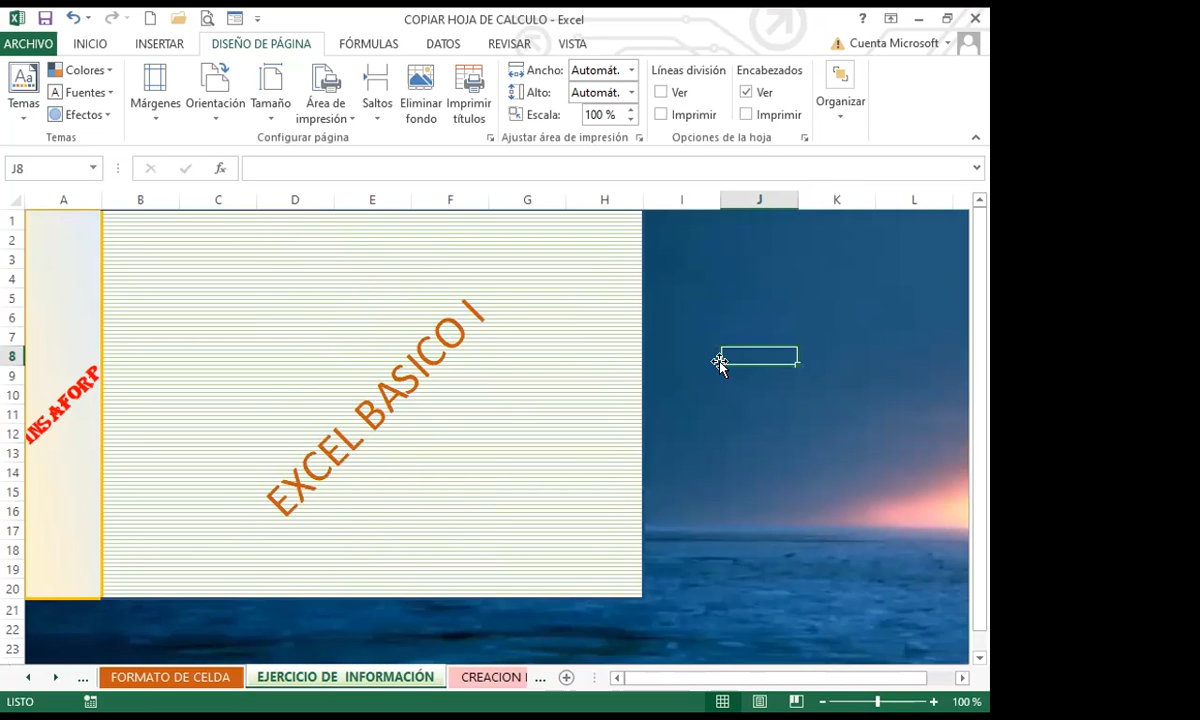 COPIAR HOJA DE CALCULO - Excel
?
ARCHIVO INICIO INSERTAR DISEÑO DE PÁGINA FÓRMULAS DATOS REVISAR VISTA Cuenta Microsoft
Aa Temas
Colores
A Fuentes
Efectos
Temas
Márgenes
Orientación
Tamaño
Área de impresión
Saltos
Eliminar fondo
Imprimir títulos
Configurar página
Ancho: Automát.
Alto: Automát.
Escala: 100 %
Ajustar área de impresión
Líneas división
Ver
Imprimir
Encabezados
Ver
Imprimir
Opciones de la hoja
Organizar
J8
fx
A B C D E F G H I J K L
1
2
3
4
5
6
7
8
9
10
11
12
13
14
15
16
17
18
19
20
21
22
23
INSAFORP
EXCEL BASICO I
... FORMATO DE CELDA EJERCICIO DE INFORMACIÓN CREACION ...
LISTO
100 %